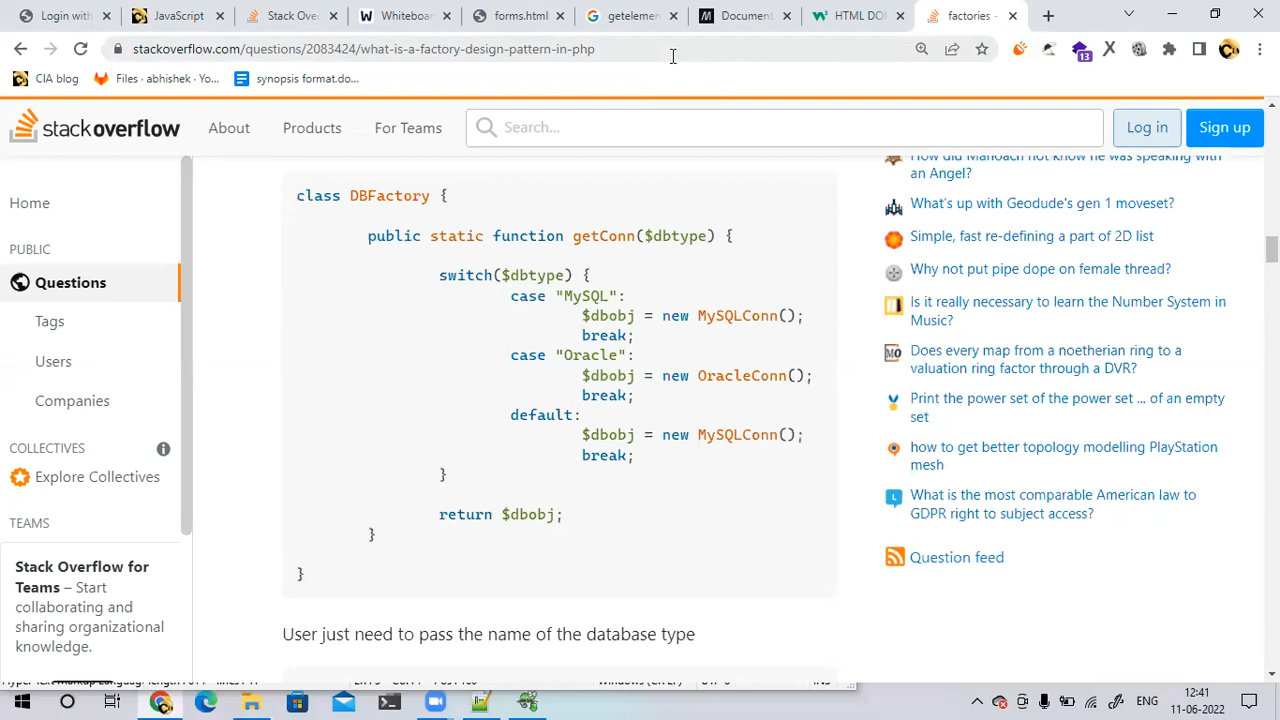 Login with
JavaScript
Stack Over
Whiteboar
forms.htm
getelemen
Document
HTML DOM
factories -
stackoverflow.com/questions/2083424/what-is-a-factory-design-pattern-in-php
13
CIA blog
Files · abhishek · Yo...
synopsis format.do...
stackoverflow
About
Products
For Teams
Search...
Log in
Sign up
Home
PUBLIC
Questions
Tags
Users
Companies
COLLECTIVES
Explore Collectives
TEAMS
Stack Overflow for
Teams – Start
collaborating and
sharing organizational
knowledge.
class DBFactory {
public static function getConn($dbtype) {
switch($dbtype) {
case "MySQL":
$dbobj = new MySQLConn();
break;
case "Oracle":
$dbobj = new OracleConn();
break;
default:
$dbobj = new MySQLConn();
break;
}
return $dbobj;
}
}
User just need to pass the name of the database type
How did Manoach not know he was speaking with
an Angel?
What's up with Geodude's gen 1 moveset?
Simple, fast re-defining a part of 2D list
Why not put pipe dope on female thread?
Is it really necessary to learn the Number System in
Music?
MO
Does every map from a noetherian ring to a
valuation ring factor through a DVR?
Print the power set of the power set ... of an empty
set
how to get better topology modelling PlayStation
mesh
What is the most comparable American law to
GDPR right to subject access?
Question feed
12:41
11-06-2022